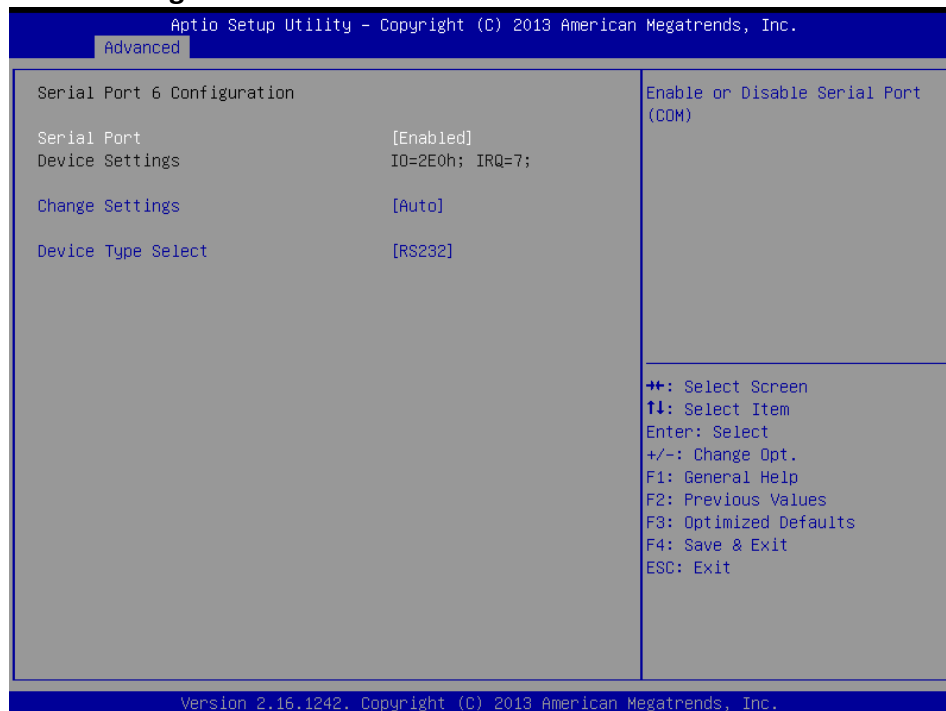 Aptio Setup Utility – Copyright (C) 2013 American Megatrends, Inc.
Advanced
Serial Port 6 Configuration
Serial Port [Enabled]
Device Settings IO=2E0h; IRQ=7;
Change Settings [Auto]
Device Type Select [RS232]
Enable or Disable Serial Port
(COM)
→←: Select Screen
↑↓: Select Item
Enter: Select
+/-: Change Opt.
F1: General Help
F2: Previous Values
F3: Optimized Defaults
F4: Save & Exit
ESC: Exit
Version 2.16.1242. Copyright (C) 2013 American Megatrends, Inc.